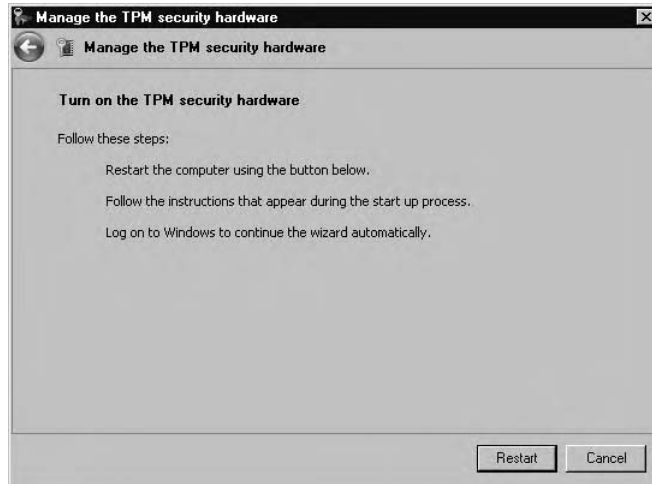 Manage the TPM security hardware
Manage the TPM security hardware
Turn on the TPM security hardware
Follow these steps:
Restart the computer using the button below.
Follow the instructions that appear during the start up process.
Log on to Windows to continue the wizard automatically.
Restart Cancel